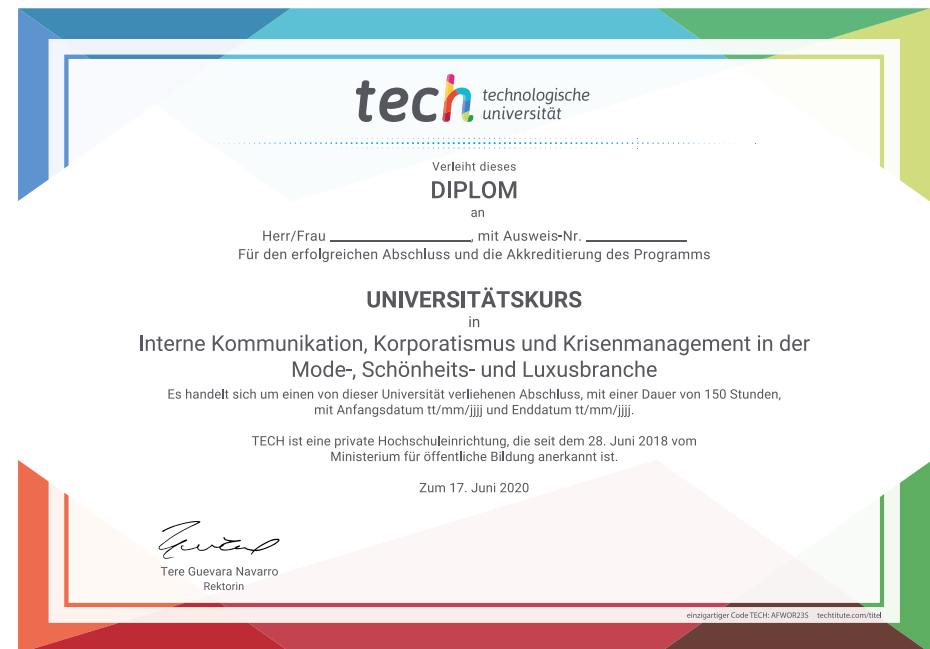 tech technologische
universität
Verleiht dieses
DIPLOM
an
Herr/Frau ____________________, mit Ausweis-Nr. ______________
Für den erfolgreichen Abschluss und die Akkreditierung des Programms
UNIVERSITÄTSKURS
in
Interne Kommunikation, Korporatismus und Krisenmanagement in der
Mode-, Schönheits- und Luxusbranche
Es handelt sich um einen von dieser Universität verliehenen Abschluss, mit einer Dauer von 150 Stunden,
mit Anfangsdatum tt/mm/jjjj und Enddatum tt/mm/jjjj.
TECH ist eine private Hochschuleinrichtung, die seit dem 28. Juni 2018 vom
Ministerium für öffentliche Bildung anerkannt ist.
Zum 17. Juni 2020
Tere Guevara Navarro
Rektorin
einzigartiger Code TECH: AFWOR23S techtitute.com/titel